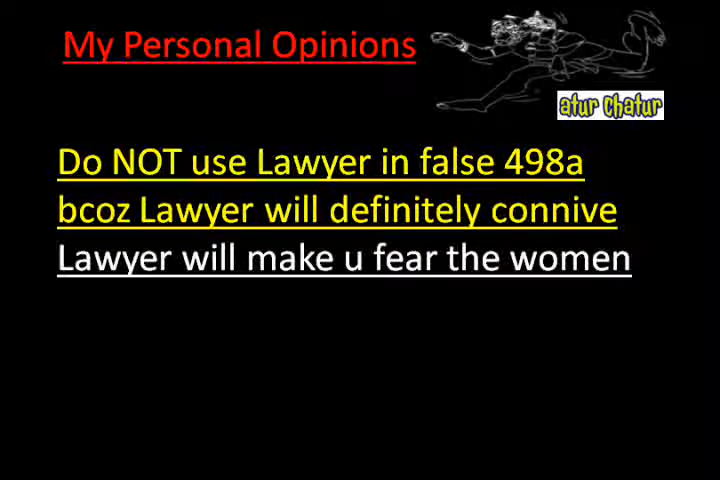 My Personal Opinions
atur chatur
Do NOT use Lawyer in false 498a
bcoz Lawyer will definitely connive
Lawyer will make u fear the women